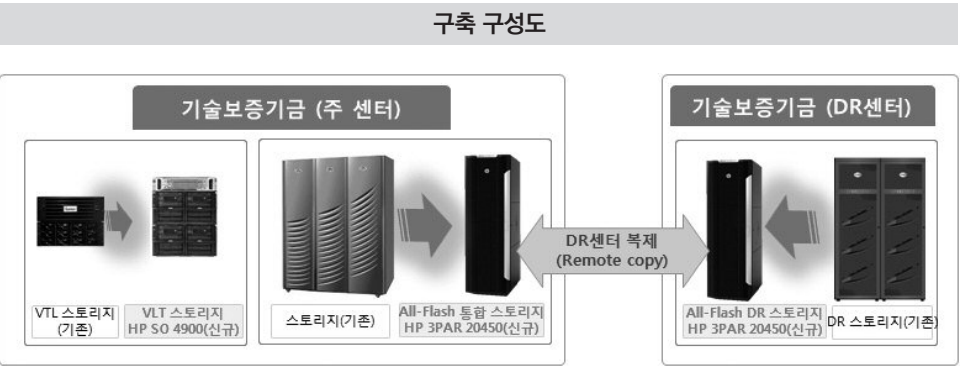 구축 구성도
기술보증기금 (주 센터)
VTL 스토리지
(기존)
VLT 스토리지
HP SO 4900(신규)
스토리지(기존)
All-Flash 통합 스토리지
HP 3PAR 20450(신규)
DR센터 복제
(Remote copy)
기술보증기금 (DR센터)
All-Flash DR 스토리지
HP 3PAR 20450(신규)
DR 스토리지(기존)